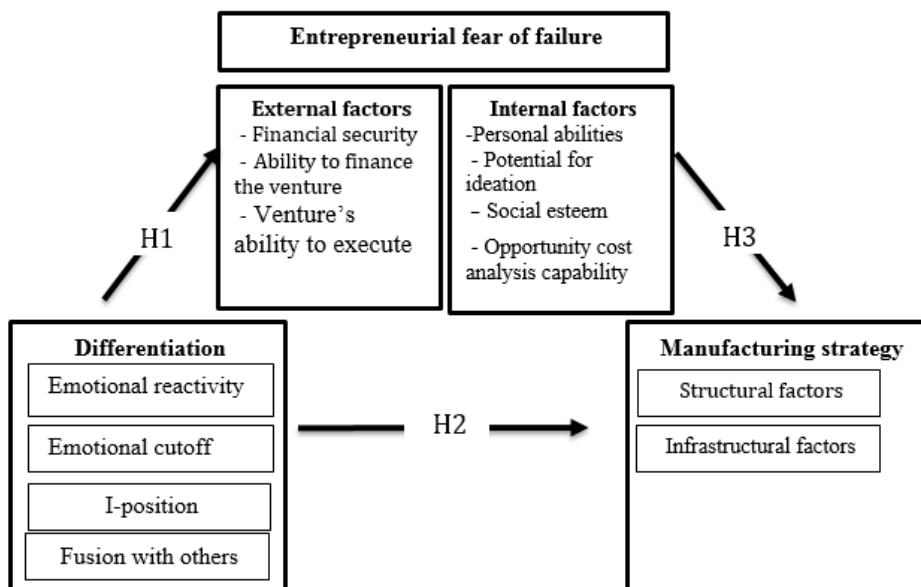 Entrepreneurial fear of failure
External factors
- Financial security
- Ability to finance
the venture
- Venture's
ability to execute
Internal factors
-Personal abilities
- Potential for
ideation
– Social esteem
- Opportunity cost
analysis capability
H1
H3
Differentiation
Emotional reactivity
Emotional cutoff
I-position
Fusion with others
H2
Manufacturing strategy
Structural factors
Infrastructural factors